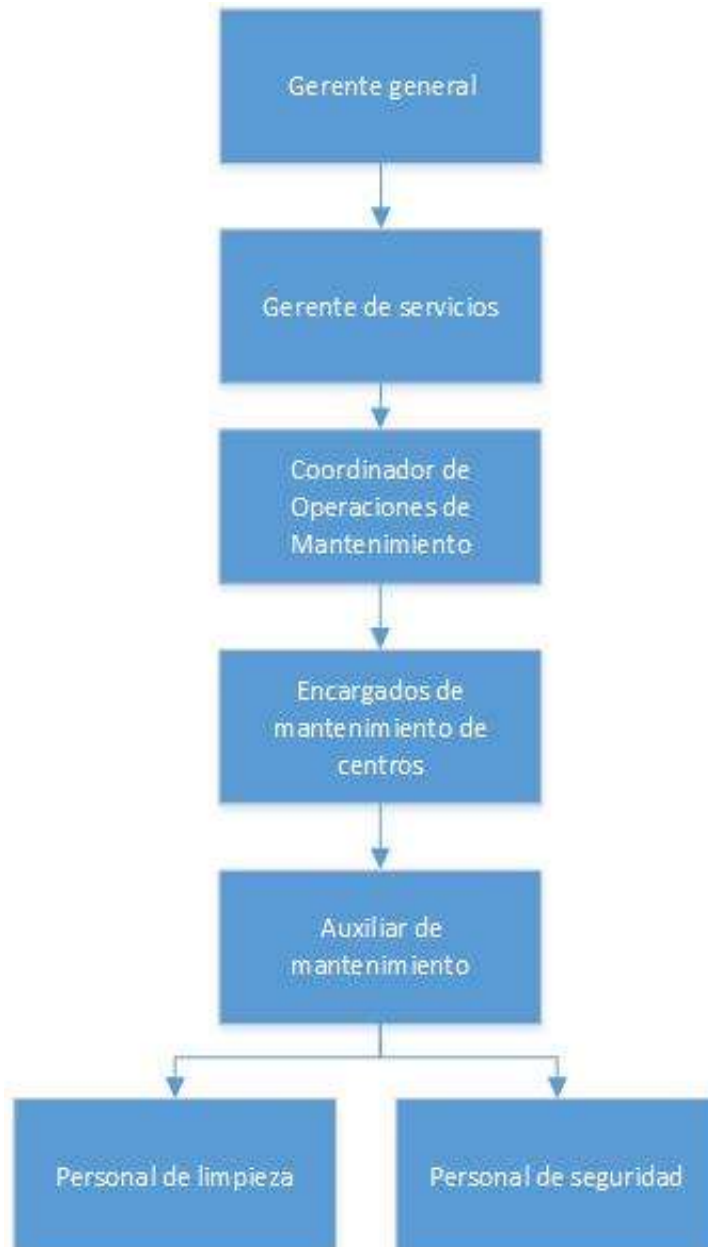 Gerente general
Gerente de servicios
Coordinador de
Operaciones de
Mantenimiento
Encargados de
mantenimiento de
centros
Auxiliar de
mantenimiento
Personal de limpieza
Personal de seguridad